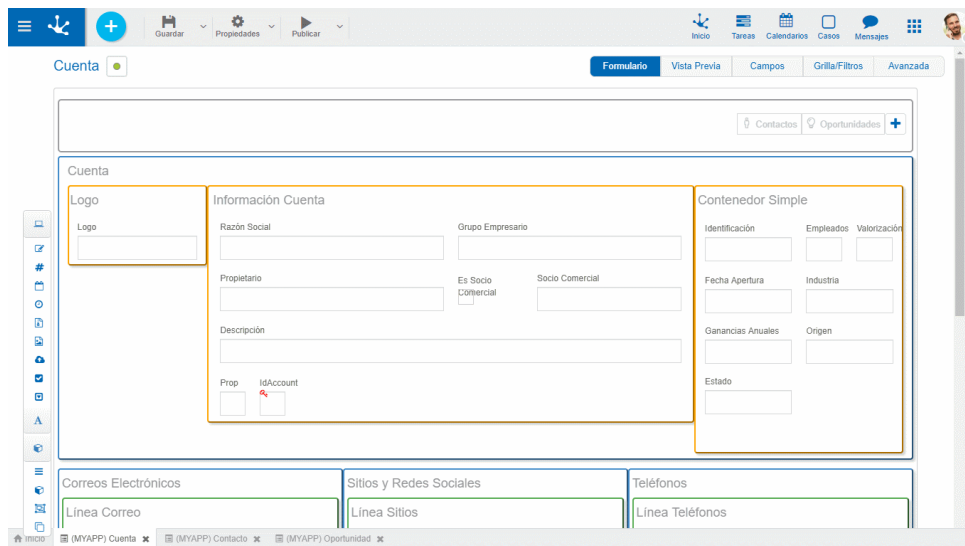 Guardar
Propiedades
Publicar
Inicio
Tareas
Calendarios
Casos
Mensajes
Cuenta
Formulario
Vista Previa
Campos
Grilla/Filtros
Avanzada
Contactos
Oportunidades
Cuenta
Logo
Información Cuenta
Contenedor Simple
Logo
Razón Social
Grupo Empresario
Identificación
Empleados
Valorización
Propietario
Es Socio
Comercial
Socio Comercial
Fecha Apertura
Industria
Descripción
Ganancias Anuales
Origen
Prop
IdAccount
Estado
Correos Electrónicos
Sitios y Redes Sociales
Teléfonos
Línea Correo
Línea Sitios
Línea Teléfonos
Inicio
(MYAPP) Cuenta
(MYAPP) Contacto
(MYAPP) Oportunidad